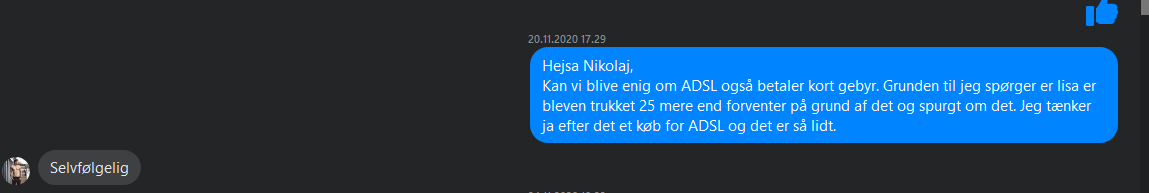 20.11.2020 17.29
Hejsa Nikolaj,
Kan vi blive enig om ADSL også betaler kort gebyr. Grunden til jeg spørger er lisa er
bleven trukket 25 mere end forventer på grund af det og spurgt om det. Jeg tænker
ja efter det et køb for ADSL og det er så lidt.
Selvfølgelig